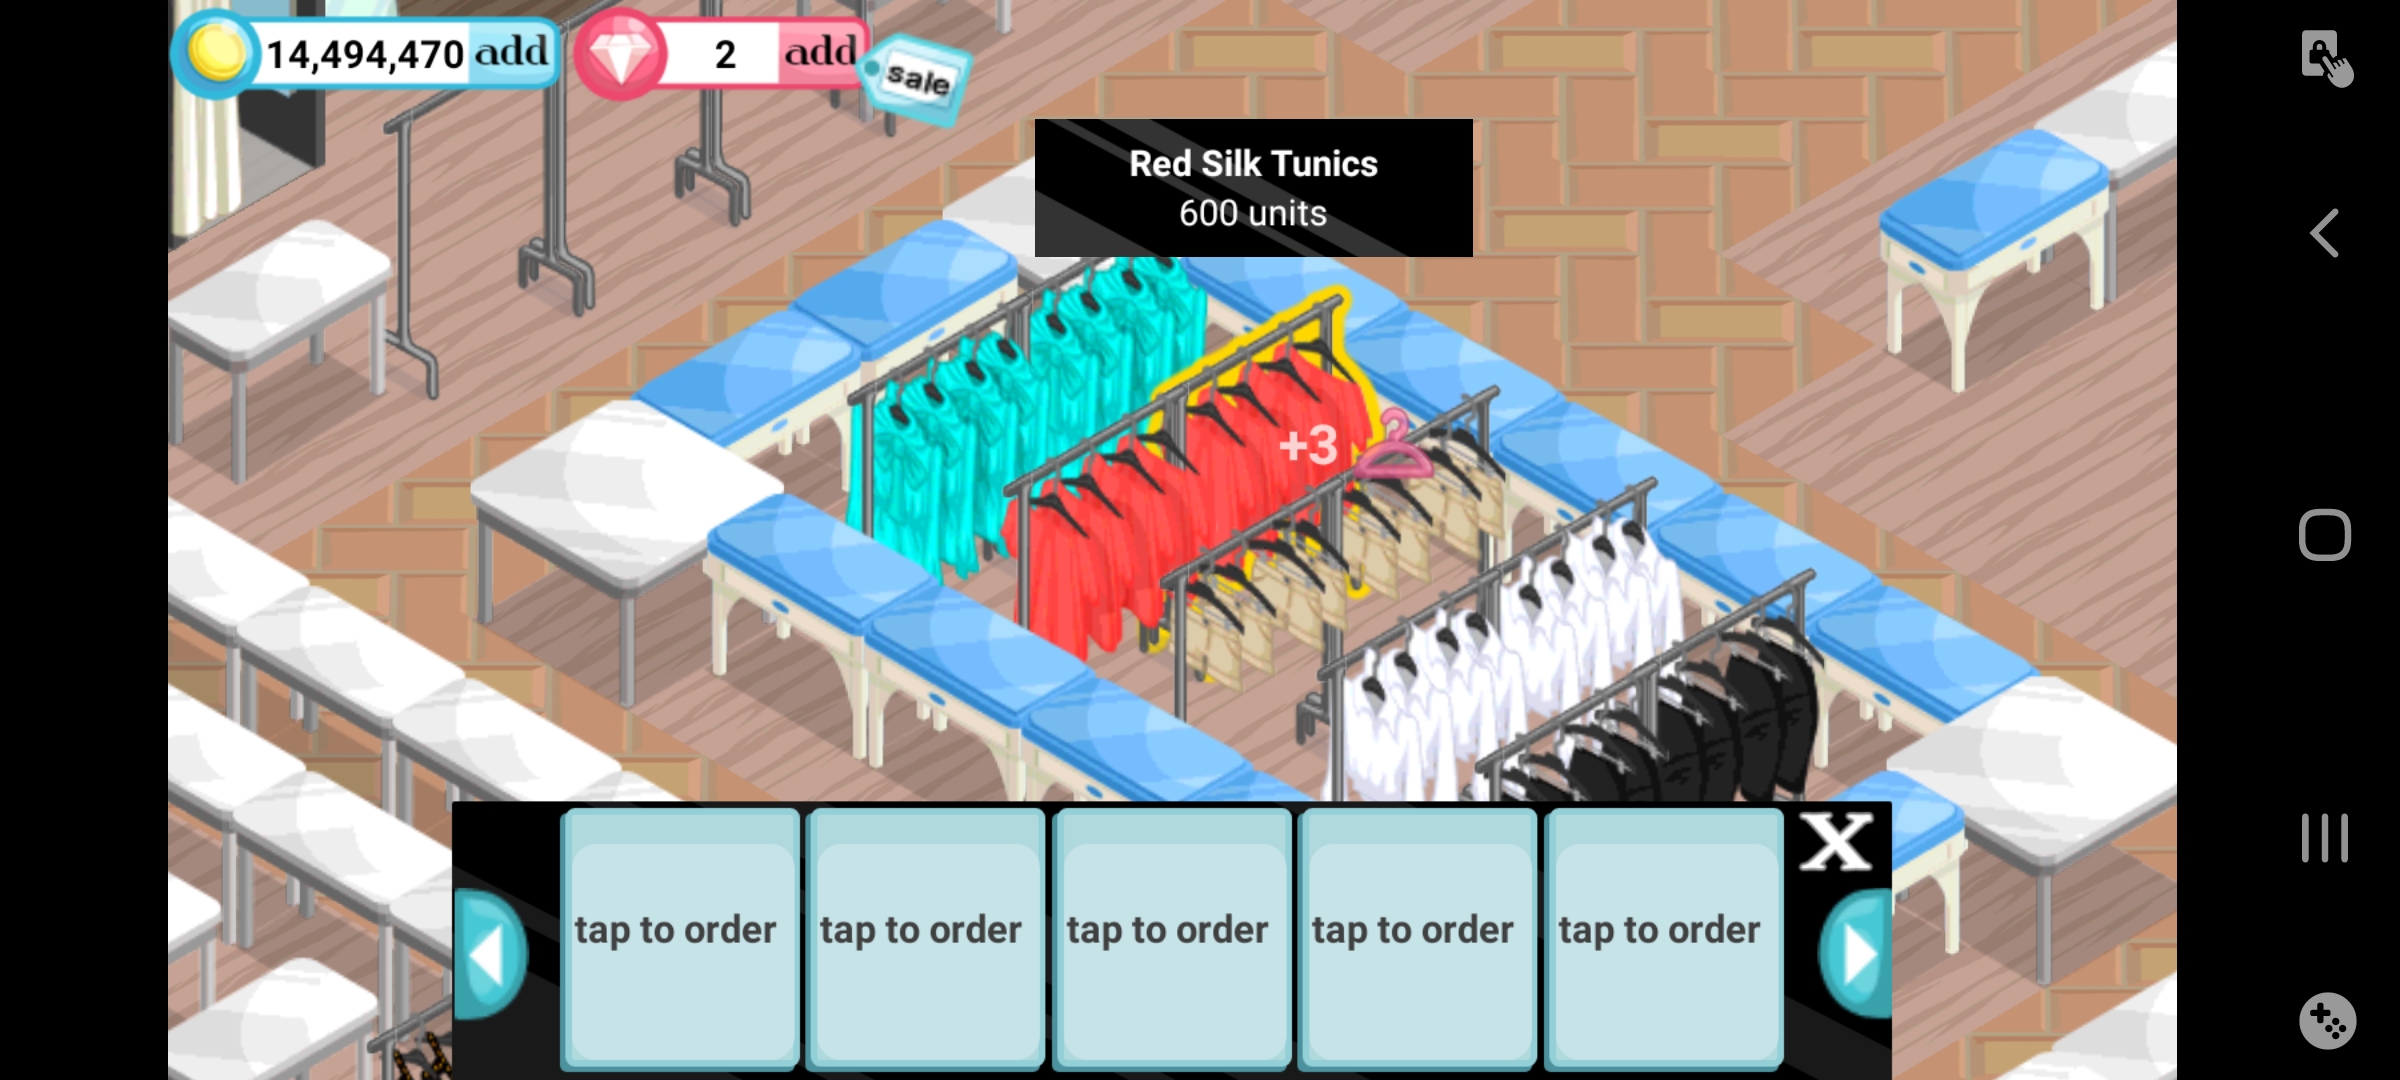 14,494,470 add
2 add
sale
Red Silk Tunics
600 units
+3
X
tap to order
tap to order
tap to order
tap to order
tap to order